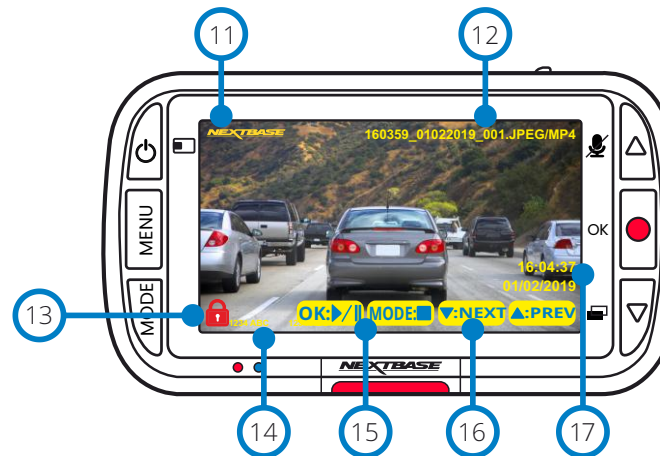 11
12
NEXTBASE
160359_01022019_001.JPEG/MP4
MENU
OK
MODE
16:04:37
01/02/2019
13
OK:▶/II MODE:■ ▼:NEXT ▲:PREV
NEXTBASE
14
15
16
17